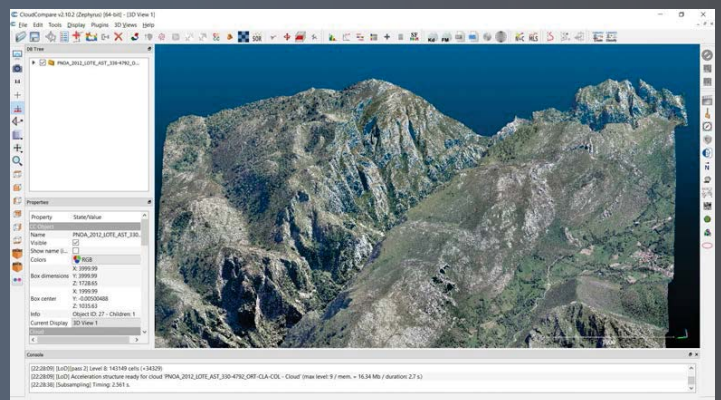 CloudCompare v2.10.2 (Zephyrus) [64-bit] - [3D View 1]
File Edit Tools Display Plugins 3D Views Help
SOR
DB Tree
PNOA_2012_LOTE_AST_330-4792_O...
Properties
Property State/Value
CC Object
Name PNOA_2012_LOTE_AST_330...
Visible
Show name (i...
Colors RGB
X: 3999.99
Box dimensions Y: 3999.99
Z: 1728.65
X: 1999.99
Box center Y: -0.00500488
Z: 1035.63
Info Object ID: 27 - Children: 1
Current Display 3D View 1
Console
[22:28:09] [LoD][pass 2] Level 8: 143149 cells (+34329)
[22:28:09] [LoD] Acceleration structure ready for cloud 'PNOA_2012_LOTE_AST_330-4792_ORT-CLA-COL - Cloud' (max level: 9 / mem. = 16.34 Mb / duration: 2.7 s.)
[22:28:38] [Subsampling] Timing: 2.561 s.